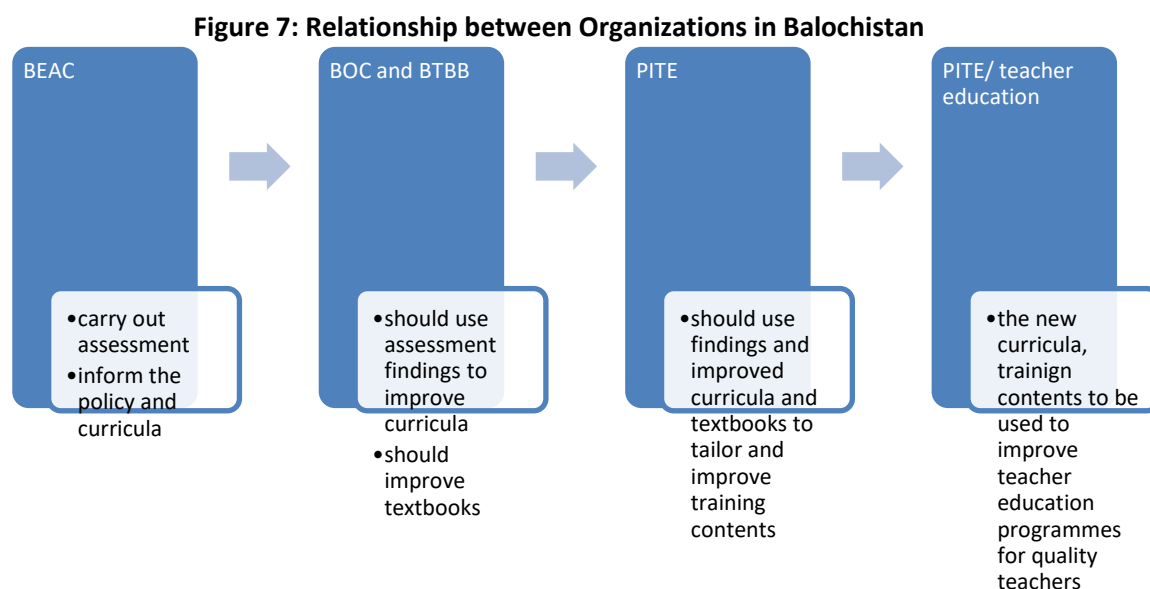 Figure 7: Relationship between Organizations in Balochistan
BEAC
•carry out
assessment
•inform the
policy and
curricula
BOC and BTBB
•should use
assessment
findings to
improve
curricula
•should
improve
textbooks
PITE
•should use
findings and
improved
curricula and
textbooks to
tailor and
improve
training
contents
PITE/ teacher
education
•the new
curricula,
trainign
contents to be
used to
improve
teacher
education
programmes
for quality
teachers